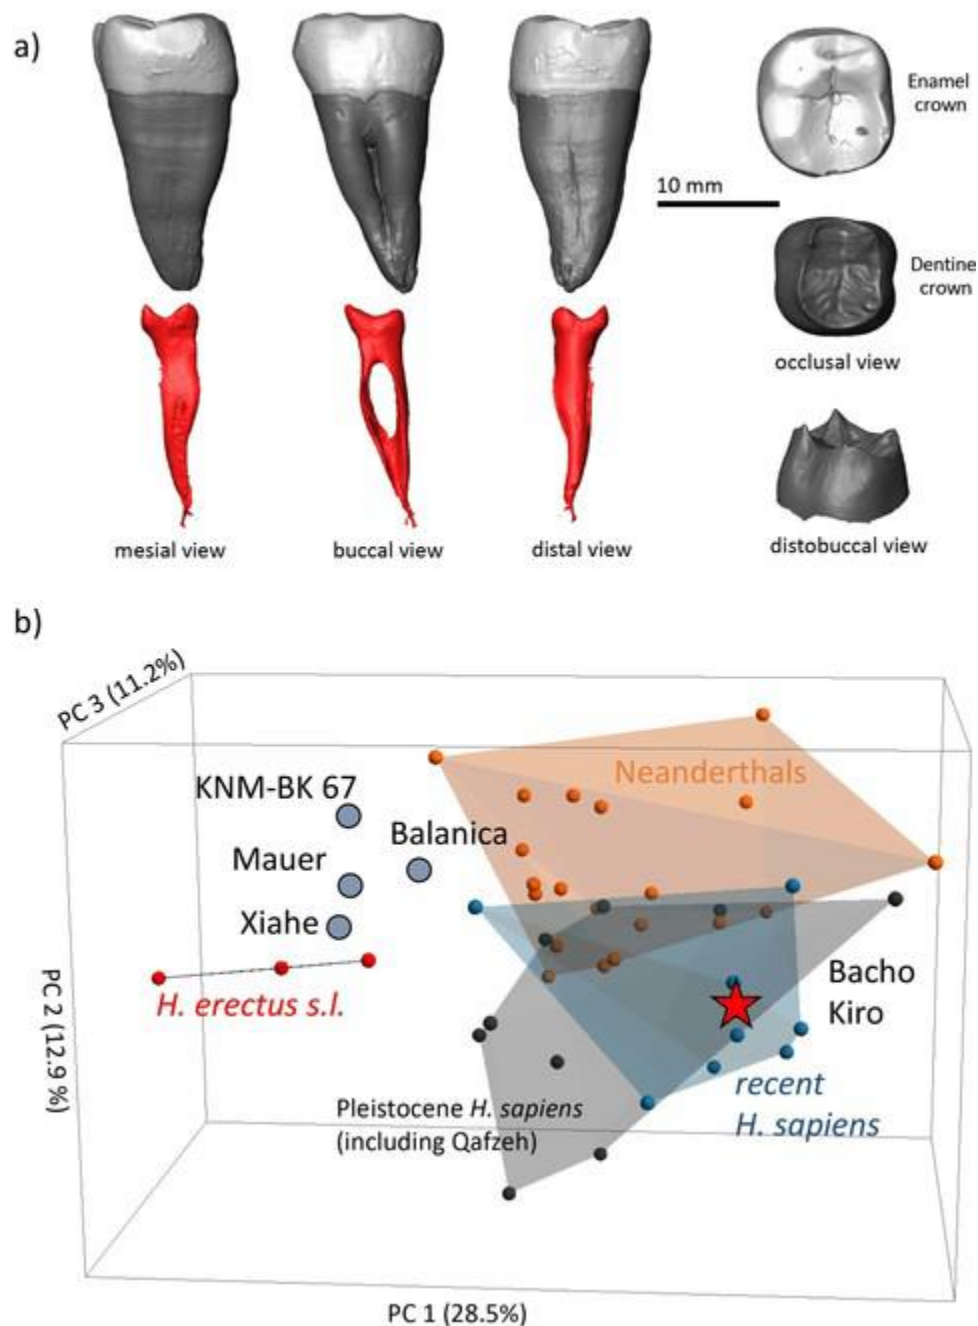 a)
Enamel
crown
10 mm
Dentine
crown
occlusal view
mesial view
buccal view
distal view
distobuccal view
b)
PC 3 (11.2%)
Neanderthals
KNM-BK 67
Balanica
Mauer
Xiahe
H. erectus s.l.
Bacho
Kiro
PC 2 (12.9 %)
Pleistocene H. sapiens
(including Qafzeh)
recent
H. sapiens
PC 1 (28.5%)